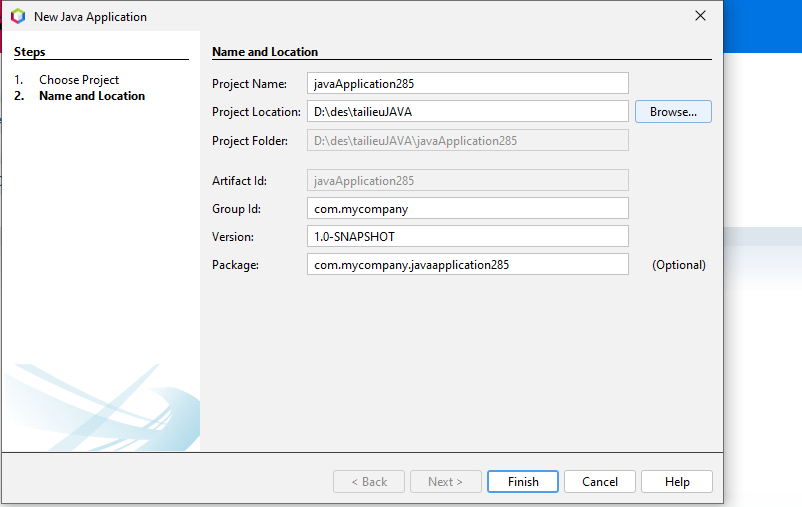 New Java Application
Steps
1. Choose Project
2. Name and Location
Name and Location
Project Name: javaApplication285
Project Location: D:\des\tailieuJAVA Browse...
Project Folder: D:\des\tailieuJAVA\javaApplication285
Artifact Id: javaApplication285
Group Id: com.mycompany
Version: 1.0-SNAPSHOT
Package: com.mycompany.javaapplication285 (Optional)
< Back Next > Finish Cancel Help